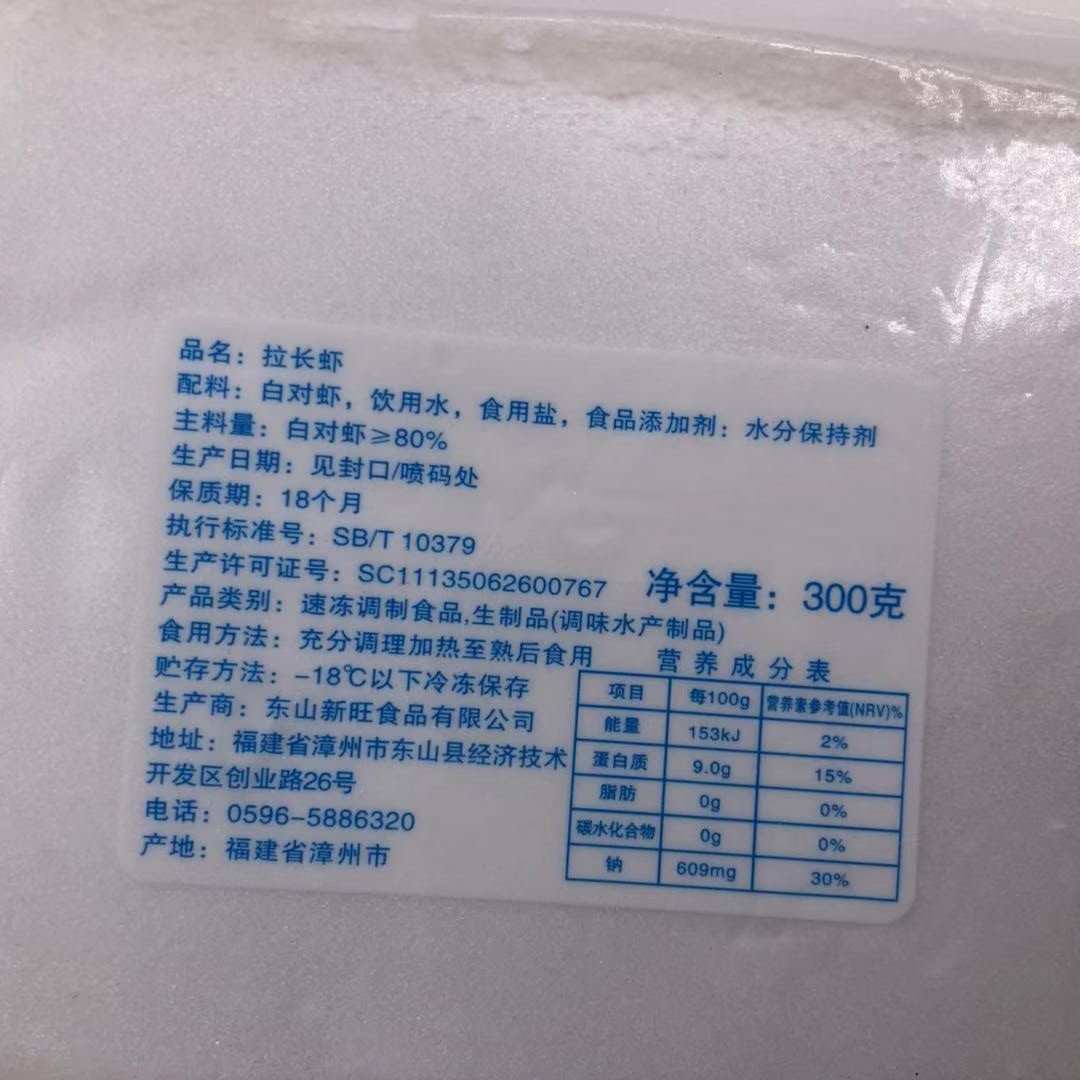 品名：拉长虾
配料：白对虾，饮用水，食用盐，食品添加剂：水分保持剂
主料量：白对虾≥80%
生产日期：见封口/喷码处
保质期：18个月
执行标准号：SB/T 10379
生产许可证号：SC11135062600767
净含量：300克
产品类别：速冻调制食品,生制品(调味水产制品)
食用方法：充分调理加热至熟后食用
贮存方法：-18℃以下冷冻保存
生产商：东山新旺食品有限公司
地址：福建省漳州市东山县经济技术
开发区创业路26号
电话：0596-5886320
产地：福建省漳州市
营养成分表
项目 每100g 营养素参考值(NRV)%
能量 153kJ 2%
蛋白质 9.0g 15%
脂肪 0g 0%
碳水化合物 0g 0%
钠 609mg 30%